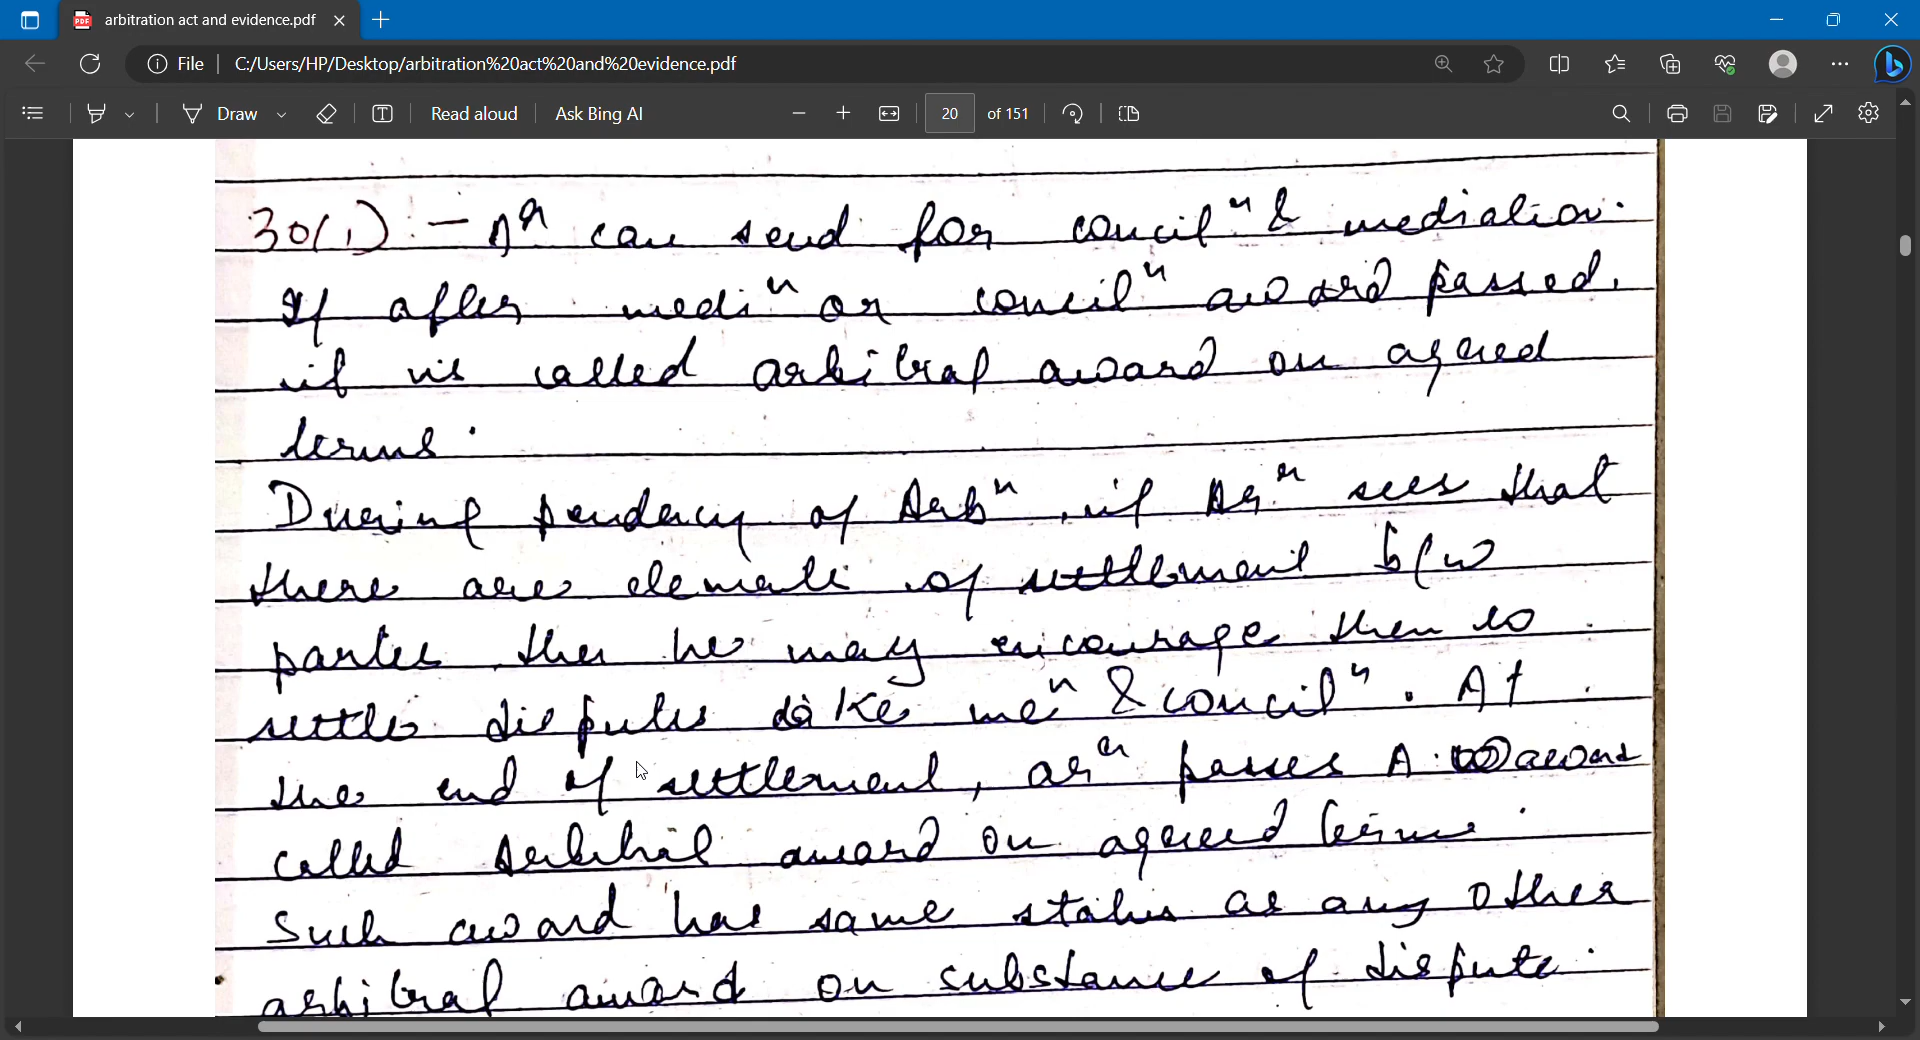 arbitration act and evidence.pdf
File C:/Users/HP/Desktop/arbitration%20act%20and%20evidence.pdf
Draw Read aloud Ask Bing AI 20 of 151
30(1) :- Aʳ can send for concilⁿ & mediation.
If after mediⁿ or concilⁿ award passed,
it is called arbitral award on agreed
terms.
During pendency of Arbⁿ, if Arʳ sees that
there are elements of settlement b/w
parties then he may encourage them to
settle disputes like meⁿ & concilⁿ. At
the end of settlement, arʳ passes A. award
called Arbitral award on agreed terms.
Such award has same status as any other
arbitral award on substance of dispute.